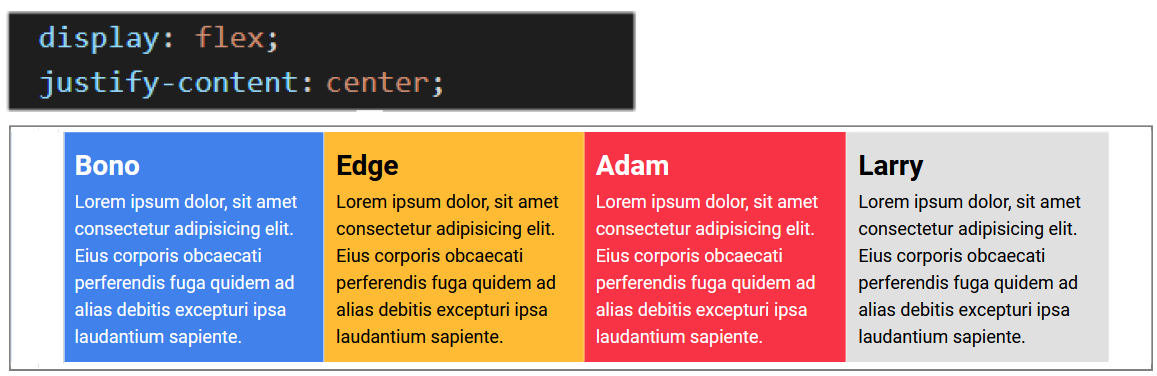 display: flex;
justify-content: center;
Bono
Lorem ipsum dolor, sit amet
consectetur adipisicing elit.
Eius corporis obcaecati
perferendis fuga quidem ad
alias debitis excepturi ipsa
laudantium sapiente.
Edge
Lorem ipsum dolor, sit amet
consectetur adipisicing elit.
Eius corporis obcaecati
perferendis fuga quidem ad
alias debitis excepturi ipsa
laudantium sapiente.
Adam
Lorem ipsum dolor, sit amet
consectetur adipisicing elit.
Eius corporis obcaecati
perferendis fuga quidem ad
alias debitis excepturi ipsa
laudantium sapiente.
Larry
Lorem ipsum dolor, sit amet
consectetur adipisicing elit.
Eius corporis obcaecati
perferendis fuga quidem ad
alias debitis excepturi ipsa
laudantium sapiente.